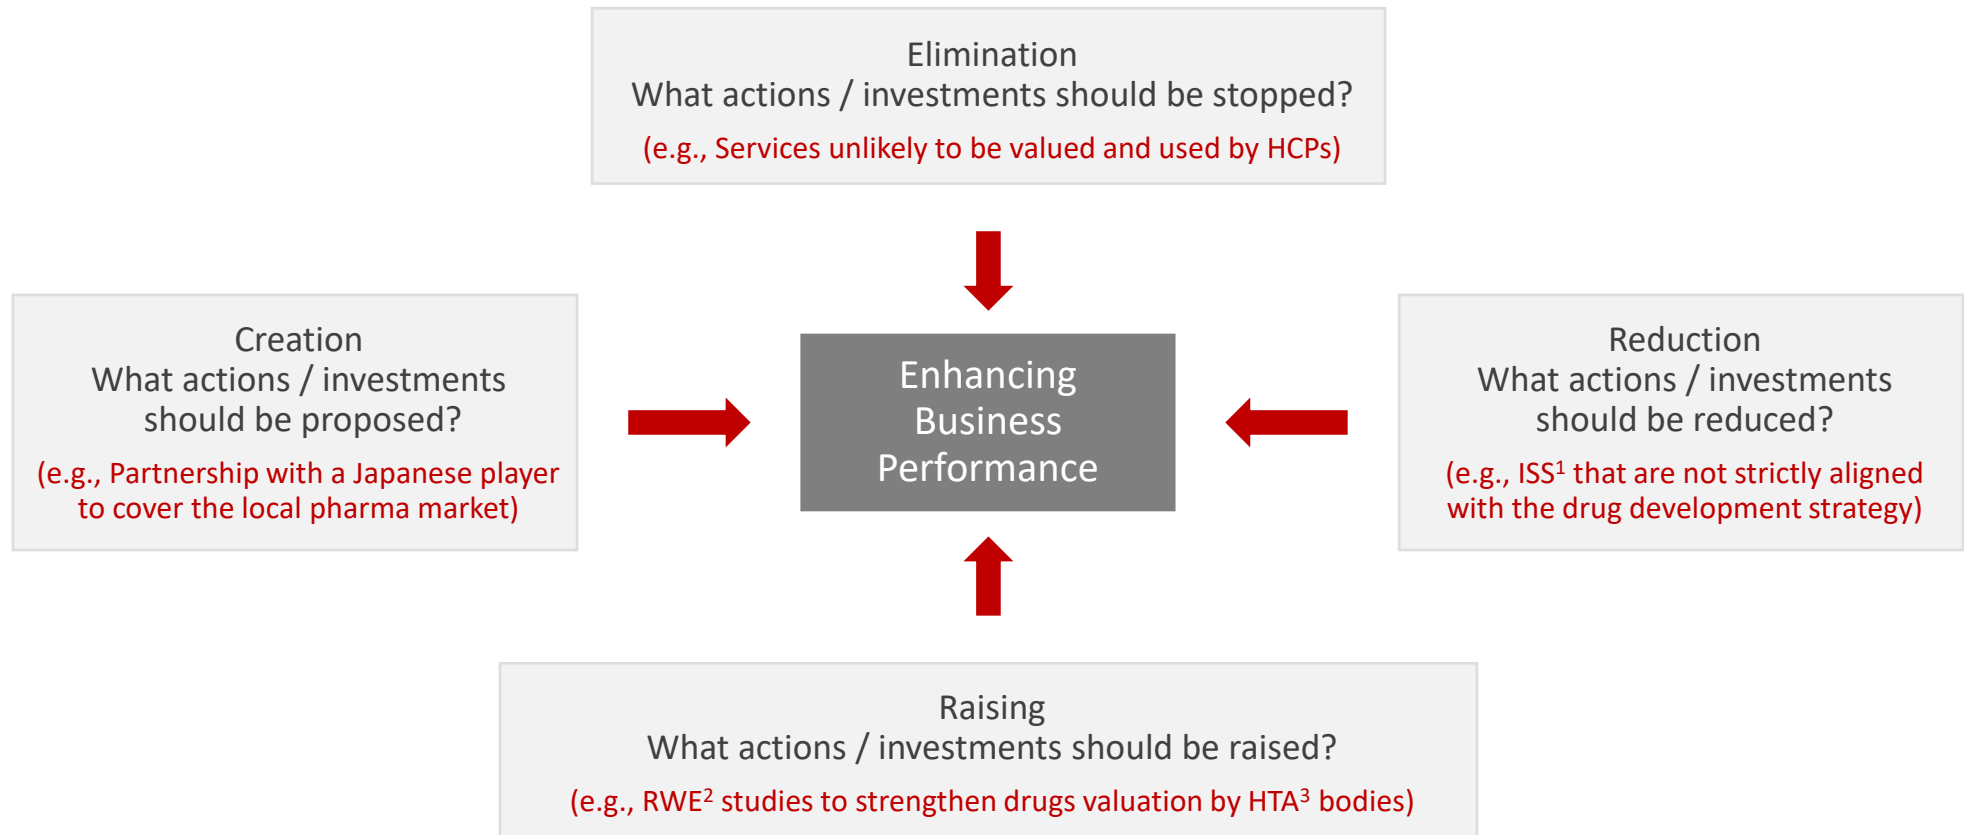 Elimination
What actions / investments should be stopped?
(e.g., Services unlikely to be valued and used by HCPs)
Creation
What actions / investments
should be proposed?
(e.g., Partnership with a Japanese player
to cover the local pharma market)
Enhancing
Business
Performance
Reduction
What actions / investments
should be reduced?
(e.g., ISS¹ that are not strictly aligned
with the drug development strategy)
Raising
What actions / investments should be raised?
(e.g., RWE² studies to strengthen drugs valuation by HTA³ bodies)